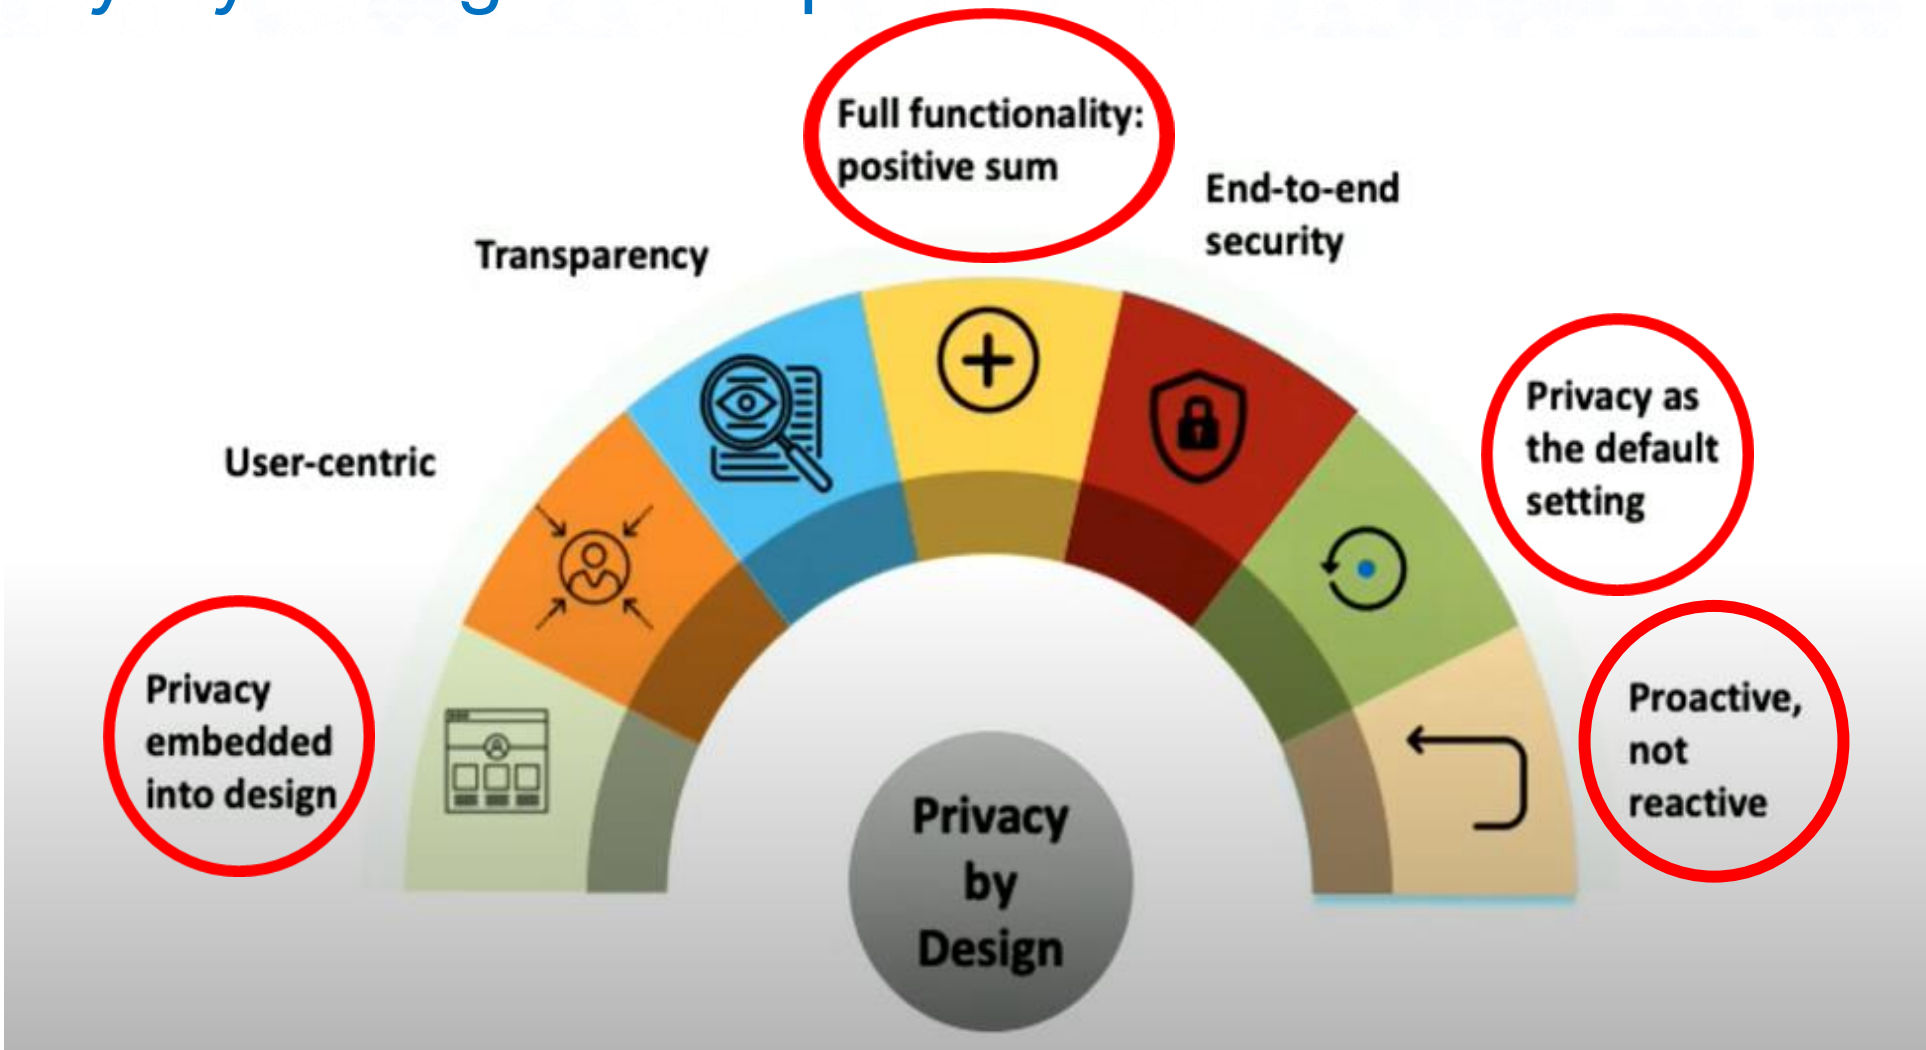 Full functionality:
positive sum
End-to-end
security
Transparency
Privacy as
the default
setting
User-centric
Privacy
embedded
into design
Proactive,
not
reactive
Privacy
by
Design